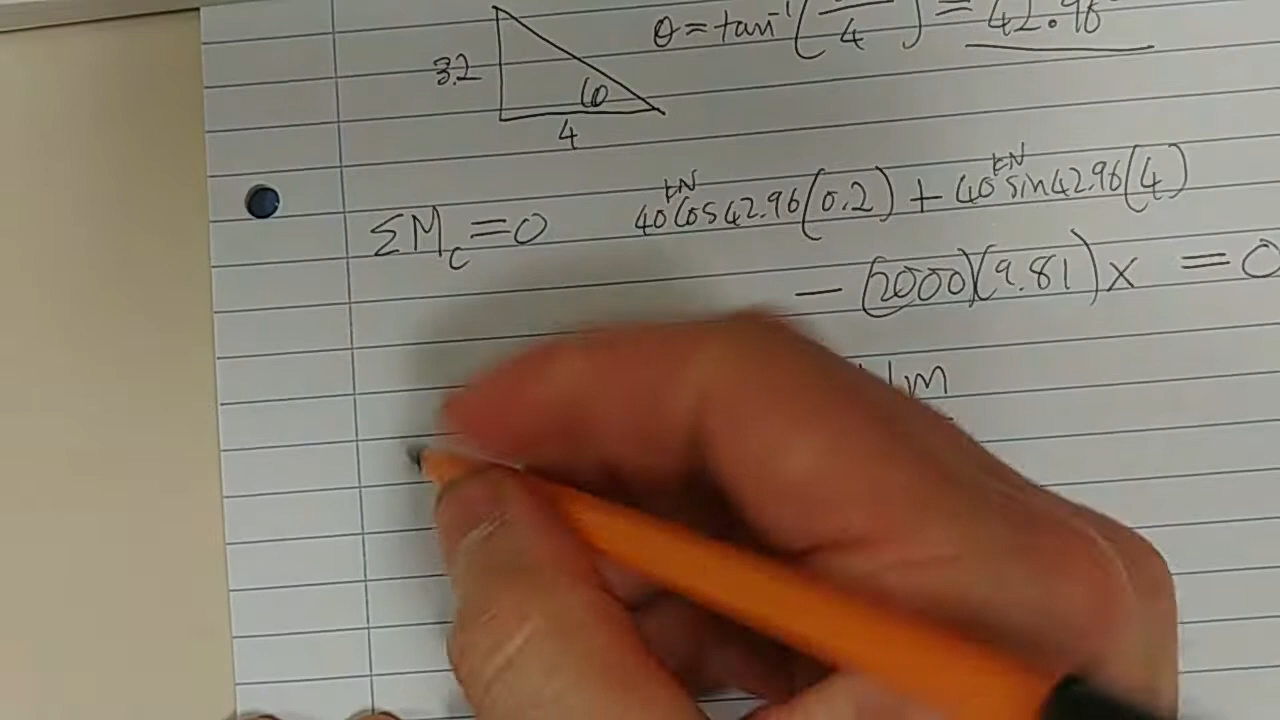 θ = tan⁻¹( /4) = 42.96
3.2
θ
4
kN kN
ΣM_C = 0 40cos42.96(0.2) + 40sin42.96(4)
− (2000)(9.81)x = 0
m